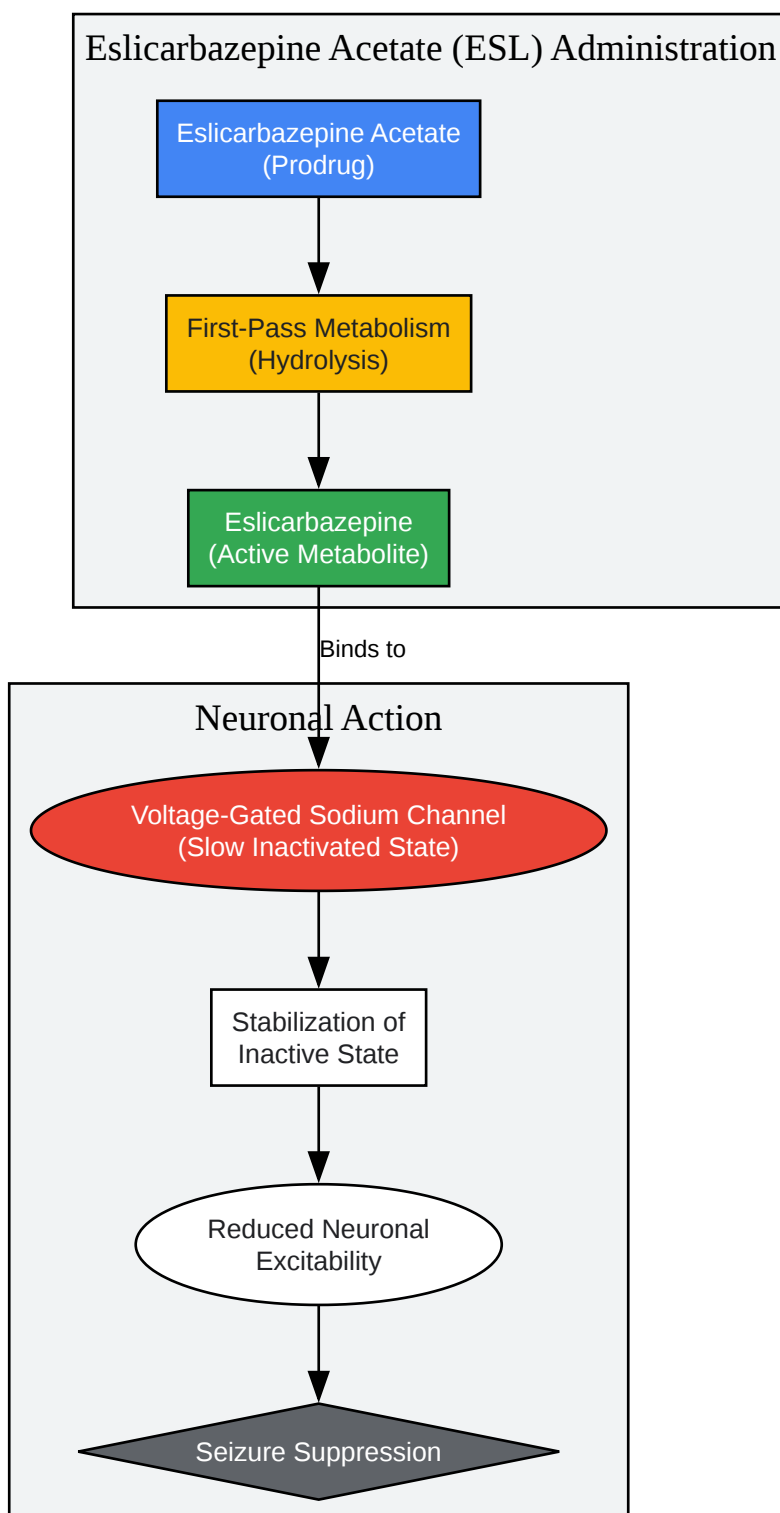 Eslicarbazepine Acetate (ESL) Administration
Eslicarbazepine Acetate
(Prodrug)
First-Pass Metabolism
(Hydrolysis)
Eslicarbazepine
(Active Metabolite)
Binds to
Neuronal Action
Voltage-Gated Sodium Channel
(Slow Inactivated State)
Stabilization of
Inactive State
Reduced Neuronal
Excitability
Seizure Suppression